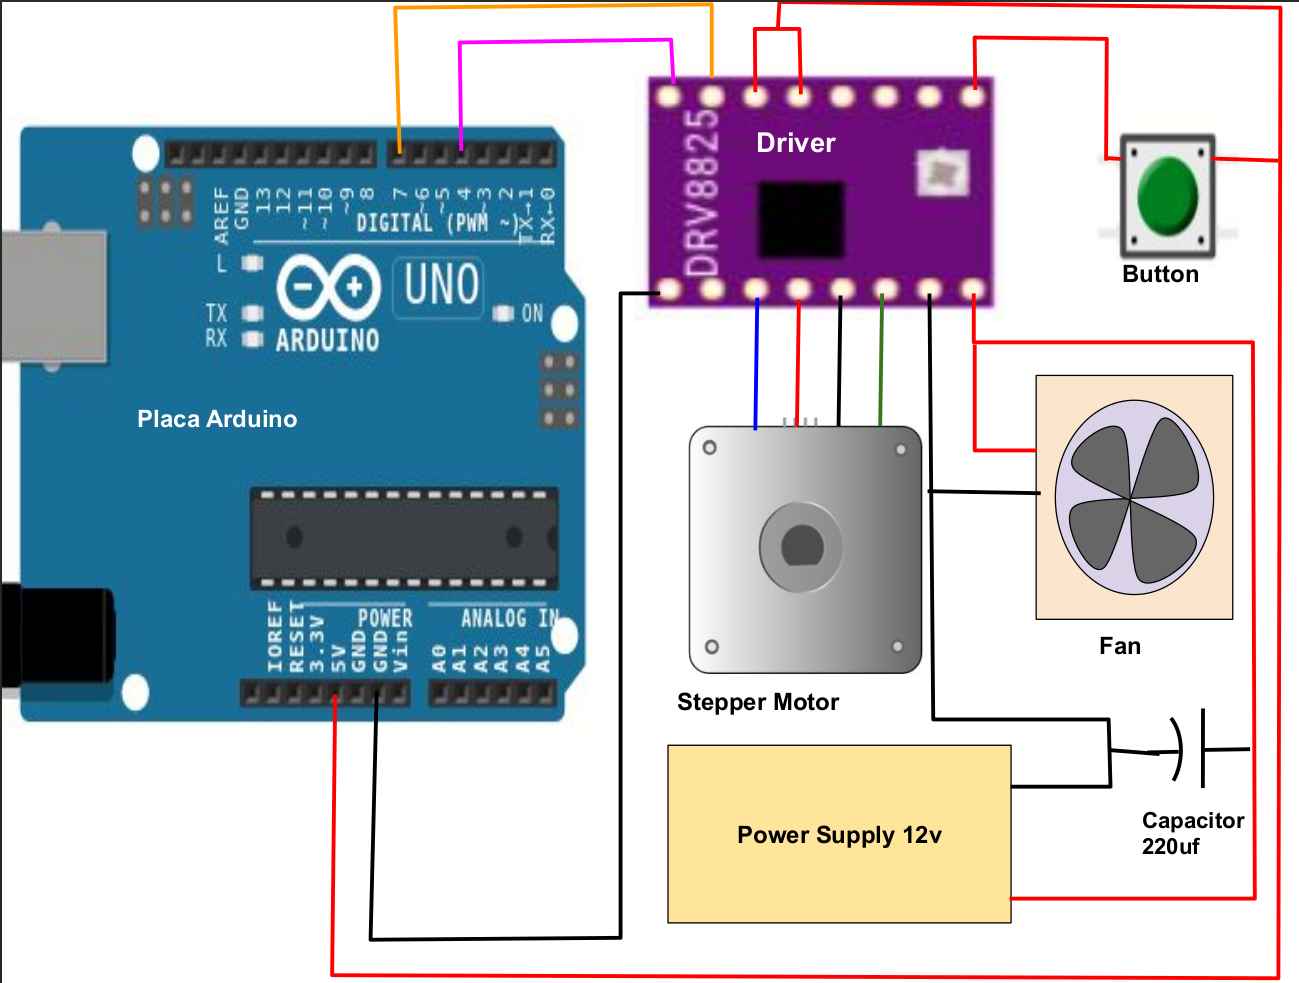 DRV8825
Driver
AREF
GND
13
12
~11
~10
~9
8
7
~6
~5
4
~3
2
TX→1
RX←0
DIGITAL (PWM ~)
L
TX
RX
UNO
ON
ARDUINO
Placa Arduino
Button
Fan
IOREF
RESET
3.3V
5V
GND
GND
Vin
POWER
ANALOG IN
A0
A1
A2
A3
A4
A5
Stepper Motor
Power Supply 12v
Capacitor
220uf